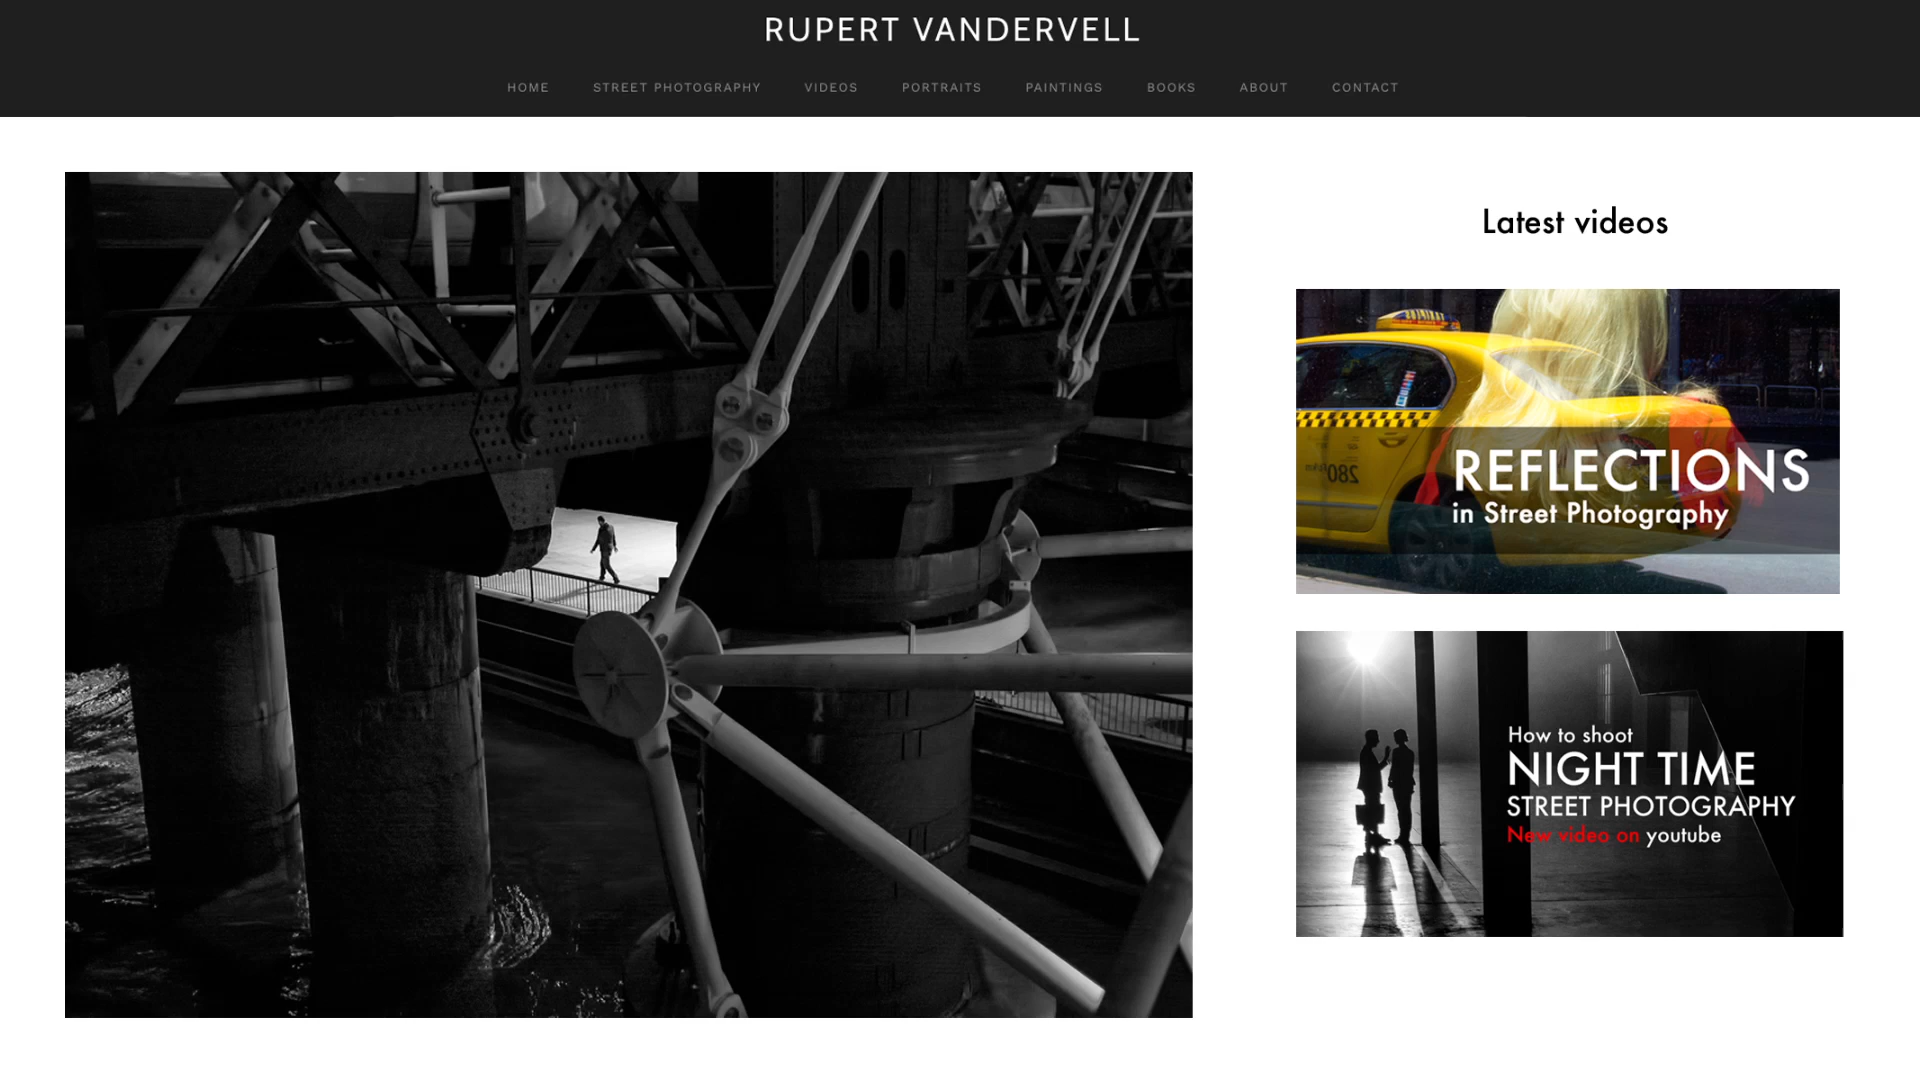 RUPERT VANDERVELL
HOME STREET PHOTOGRAPHY VIDEOS PORTRAITS PAINTINGS BOOKS ABOUT CONTACT
Latest videos
280
REFLECTIONS
in Street Photography
How to shoot
NIGHT TIME
STREET PHOTOGRAPHY
New video on youtube